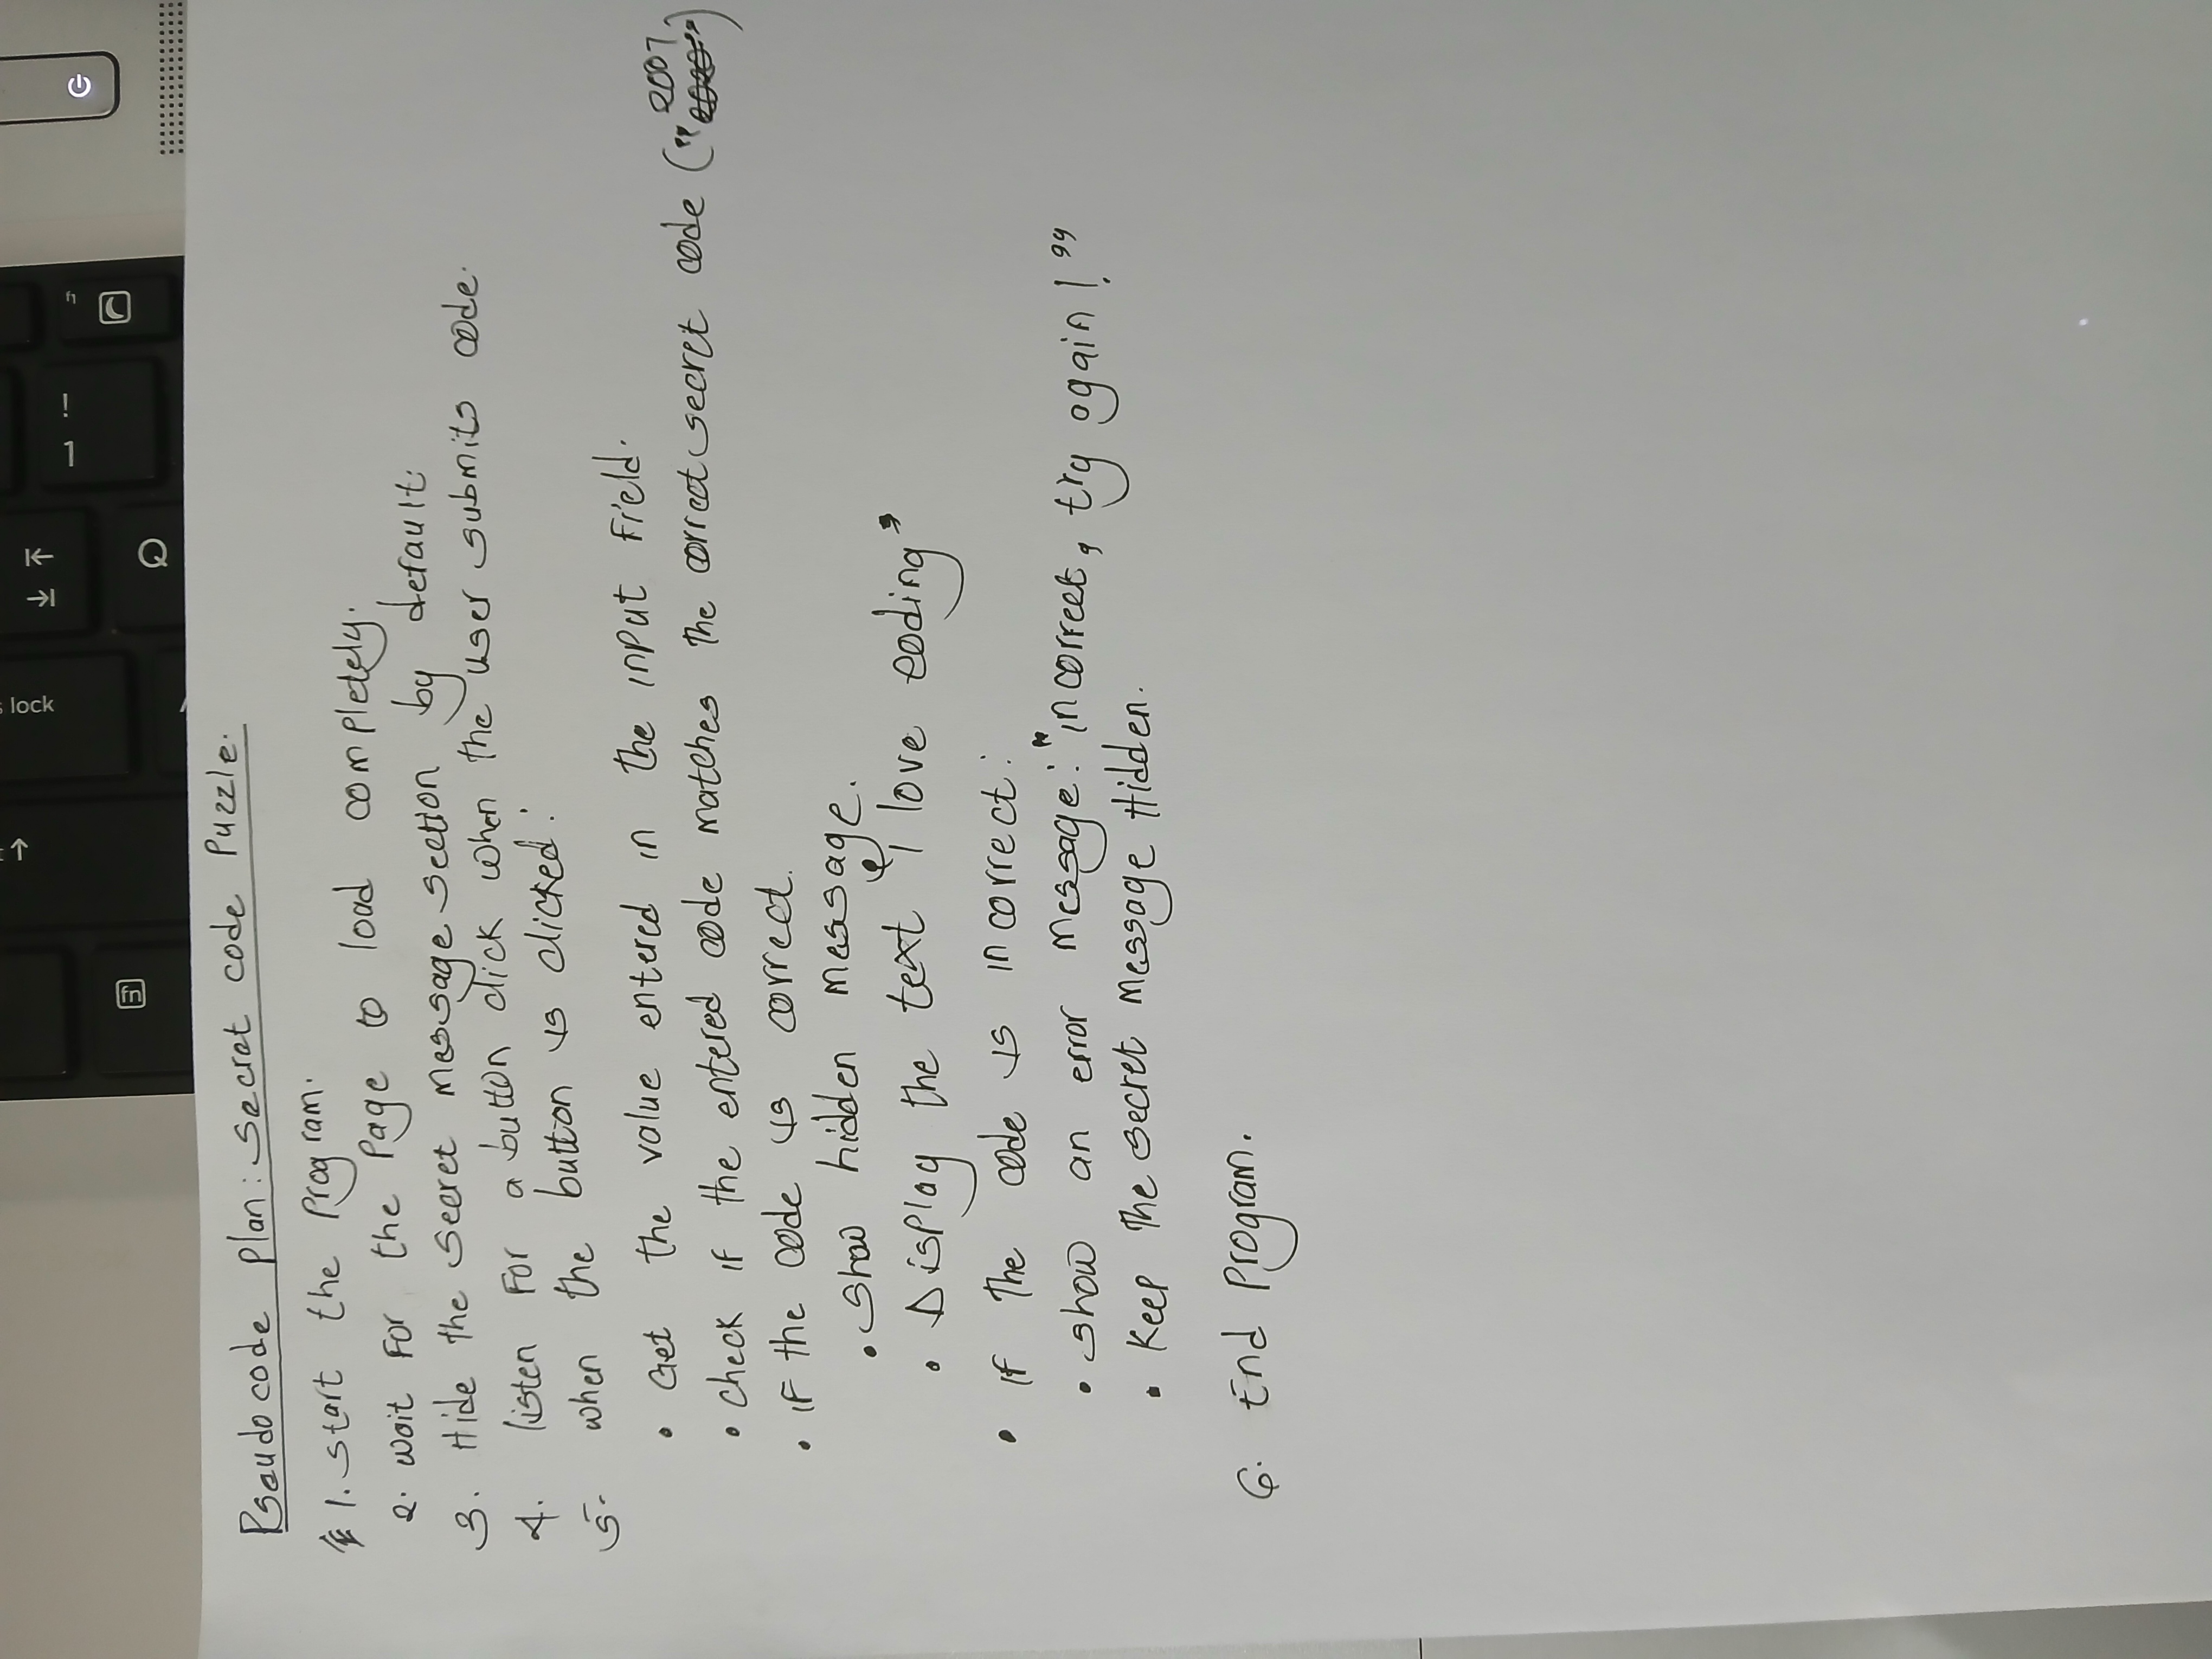 lock
fn
! 1
Q
Pseudocode Plan: Secret code Puzzle.
1. Start the Program.
2. Wait For the Page to load completely.
3. Hide the Secret Message Section by default.
4. listen For a button click when the user submits code.
5. when the button is clicked:
• Get the value entered in the input Field.
• Check if the entered code matches the correct secret code ("2007")
• iF the code is correct.
• Show hidden message.
• Display the text "I love coding"
• If the code is incorrect:
• show an error message: "incorrect, try again!"
• Keep the secret message Hidden.
6. End Program.